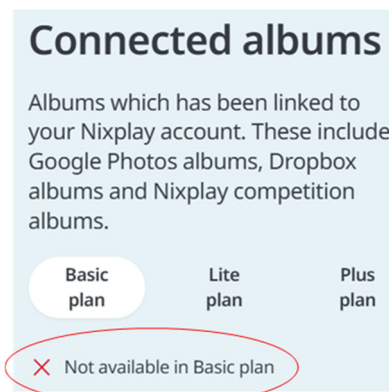 Connected albums
Albums which has been linked to
your Nixplay account. These include
Google Photos albums, Dropbox
albums and Nixplay competition
albums.
Basic plan
Lite plan
Plus plan
Not available in Basic plan